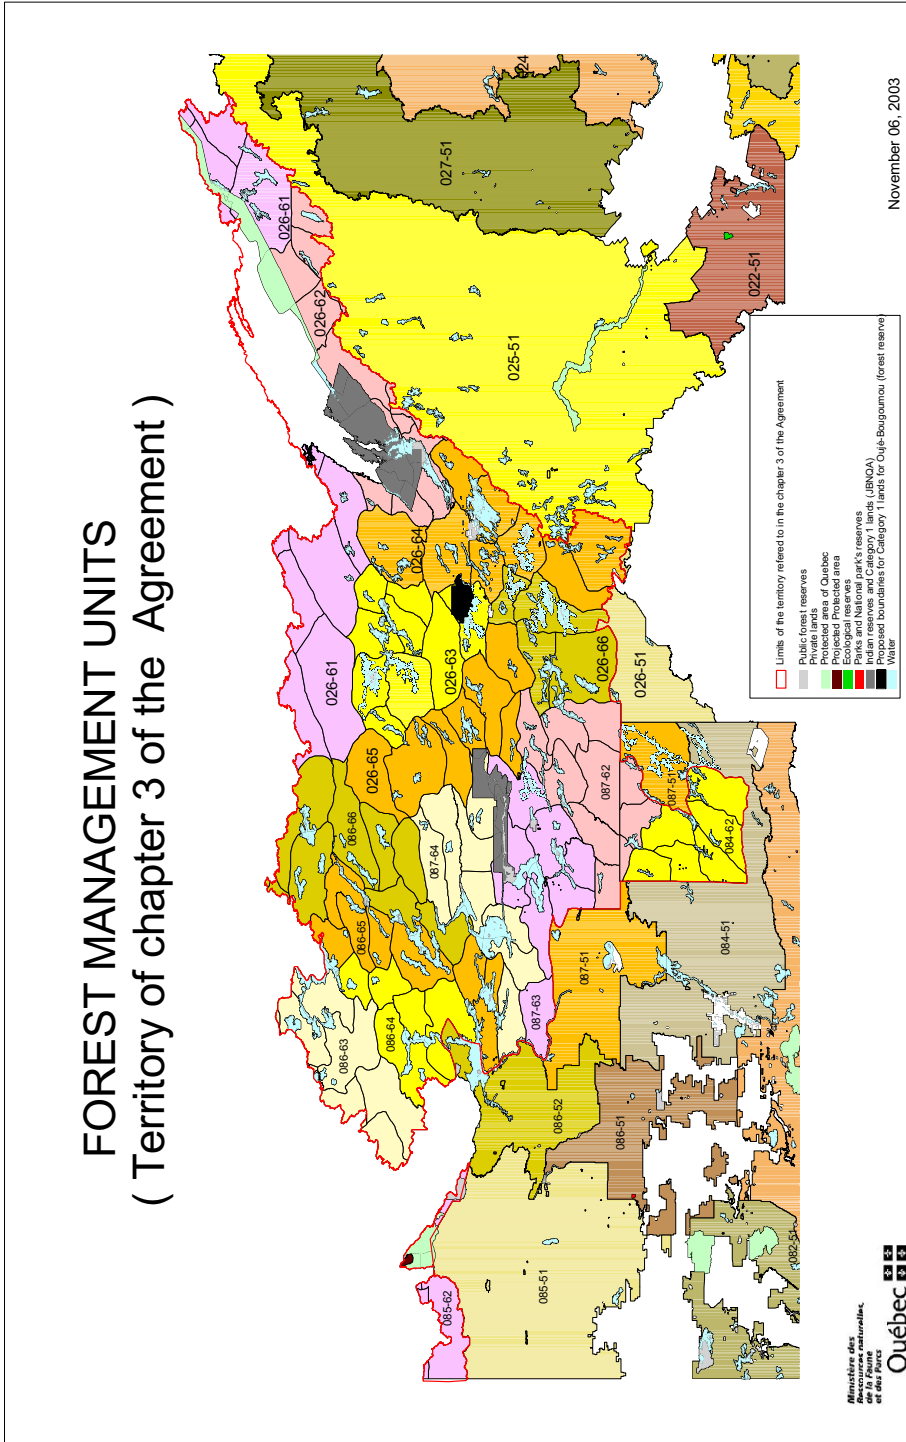 FOREST MANAGEMENT UNITS
( Territory of chapter 3 of the Agreement )
085-62
085-51
086-63
086-64
086-65
086-66
086-52
086-51
082-51
087-63
087-51
087-64
084-51
026-65
026-61
026-63
026-64
026-66
026-51
087-62
087-51
084-62
026-62
026-61
025-51
027-51
024
022-51
Limits of the territory refered to in the chapter 3 of the Agreement
Public forest reserves
Private lands
Protected area of Quebec
Projected Protected area
Ecological reserves
Parks and National park's reserves
Indian reserves and Category 1 lands (JBNQA)
Proposed boundaries for Category 1 lands for Oujé-Bougoumou (forest reserve)
Water
Ministère des
Ressources naturelles,
de la Faune
et des Parcs
Québec
November 06, 2003